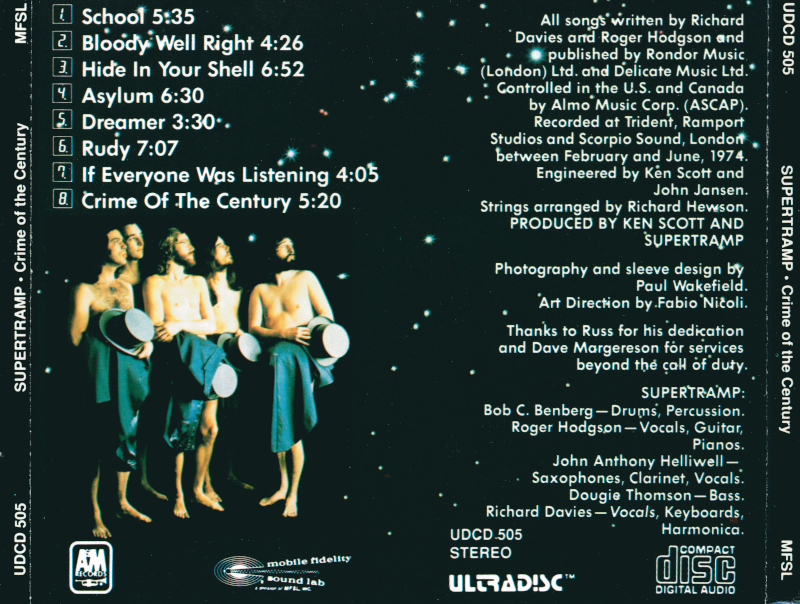 MFSL
SUPERTRAMP • Crime of the Century
UDCD 505
1. School 5:35
2. Bloody Well Right 4:26
3. Hide In Your Shell 6:52
4. Asylum 6:30
5. Dreamer 3:30
6. Rudy 7:07
7. If Everyone Was Listening 4:05
8. Crime Of The Century 5:20
All songs written by Richard
Davies and Roger Hodgson and
published by Rondor Music
(London) Ltd. and Delicate Music Ltd.
Controlled in the U.S. and Canada
by Almo Music Corp. (ASCAP).
Recorded at Trident, Ramport
Studios and Scorpio Sound, London
between February and June, 1974.
Engineered by Ken Scott and
John Jansen.
Strings arranged by Richard Hewson.
PRODUCED BY KEN SCOTT AND
SUPERTRAMP
Photography and sleeve design by
Paul Wakefield.
Art Direction by Fabio Nicoli.
Thanks to Russ for his dedication
and Dave Margereson for services
beyond the call of duty.
SUPERTRAMP:
Bob C. Benberg—Drums, Percussion.
Roger Hodgson—Vocals, Guitar,
Pianos.
John Anthony Helliwell—
Saxophones, Clarinet, Vocals.
Dougie Thomson—Bass.
Richard Davies—Vocals, Keyboards,
Harmonica.
A&M
RECORDS
mobile fidelity
sound lab
a division of MFSL, INC.
UDCD 505
STEREO
ULTRADISC™
COMPACT
disc
DIGITAL AUDIO
UDCD 505
SUPERTRAMP • Crime of the Century
MFSL